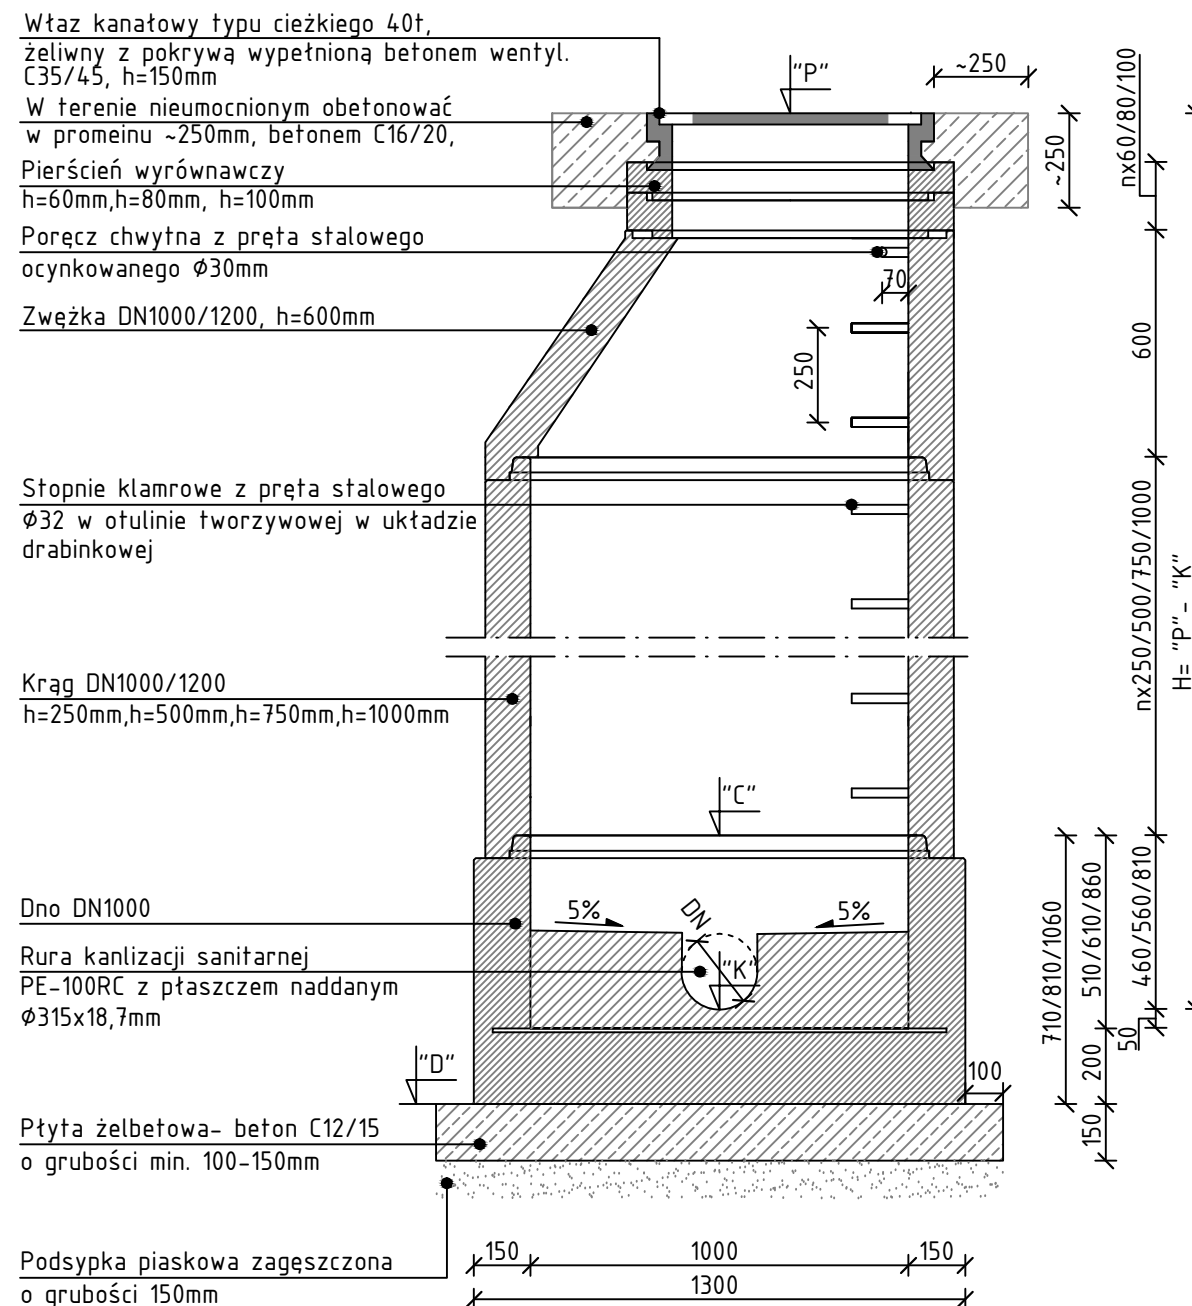 Właz kanałowy typu cieżkiego 40t,
żeliwny z pokrywą wypełnioną betonem wentyl.
C35/45, h=150mm
W terenie nieumocnionym obetonować
w promeinu ~250mm, betonem C16/20,
Pierścień wyrównawczy
h=60mm,h=80mm, h=100mm
Poręcz chwytna z pręta stalowego
ocynkowanego Φ30mm
Zwężka DN1000/1200, h=600mm
Stopnie klamrowe z pręta stalowego
Φ32 w otulinie tworzywowej w układzie
drabinkowej
Krąg DN1000/1200
h=250mm,h=500mm,h=750mm,h=1000mm
Dno DN1000
Rura kanlizacji sanitarnej
PE-100RC z płaszczem naddanym
Φ315x18,7mm
Płyta żelbetowa- beton C12/15
o grubości min. 100-150mm
Podsypka piaskowa zagęszczona
o grubości 150mm
"P"
~250
~250
nx60/80/100
70
250
600
nx250/500/750/1000
H= "P"- "K"
"C"
5%
DN
5%
"K"
"D"
100
710/810/1060
510/610/860
460/560/810
50
200
150
150
1000
150
1300